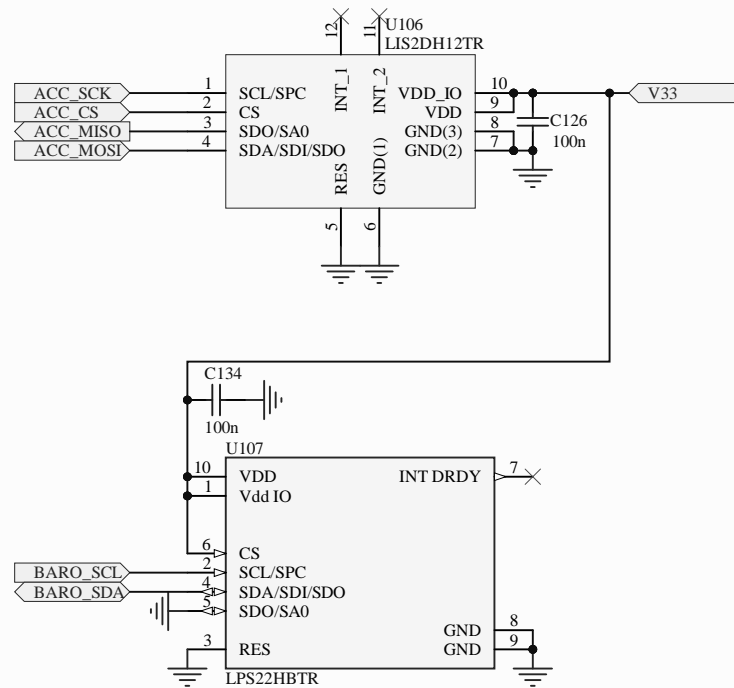 U106
LIS2DH12TR
12
11
INT_1
INT_2
ACC_SCK
1
SCL/SPC
VDD_IO
10
V33
ACC_CS
2
CS
VDD
9
C126
ACC_MISO
3
SDO/SA0
GND(3)
8
100n
ACC_MOSI
4
SDA/SDI/SDO
GND(2)
7
RES
GND(1)
5
6
C134
100n
U107
10
VDD
INT DRDY
7
1
Vdd IO
6
CS
BARO_SCL
2
SCL/SPC
BARO_SDA
4
SDA/SDI/SDO
5
SDO/SA0
GND
8
3
RES
GND
9
LPS22HBTR